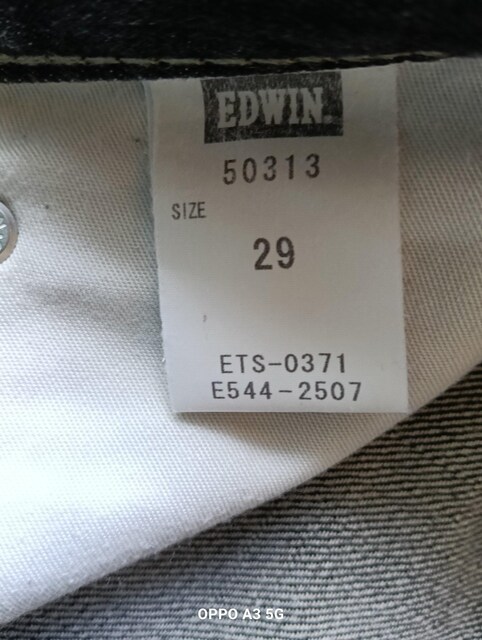 EDWIN.
50313
SIZE
29
ETS-0371
E544-2507
OPPO A3 5G